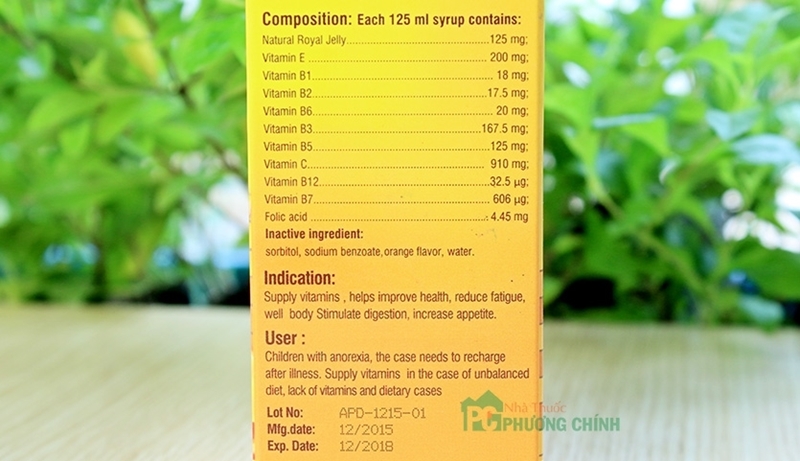 Composition: Each 125 ml syrup contains:
Natural Royal Jelly..........125 mg;
Vitamin E ..........200 mg;
Vitamin B1..........18 mg;
Vitamin B2..........17.5 mg;
Vitamin B6..........20 mg;
Vitamin B3..........167.5 mg;
Vitamin B5..........125 mg;
Vitamin C..........910 mg;
Vitamin B12..........32.5 µg;
Vitamin B7..........606 µg;
Folic acid ..........4.45 mg
Inactive ingredient:
sorbitol, sodium benzoate, orange flavor, water.
Indication:
Supply vitamins , helps improve health, reduce fatigue,
well body Stimulate digestion, increase appetite.
User :
Children with anorexia, the case needs to recharge
after illness. Supply vitamins in the case of unbalanced
diet, lack of vitamins and dietary cases
Lot No: APD-1215-01
Mfg.date: 12/2015
Exp. Date: 12/2018
PC Nhà Thuốc
PHƯƠNG CHÍNH